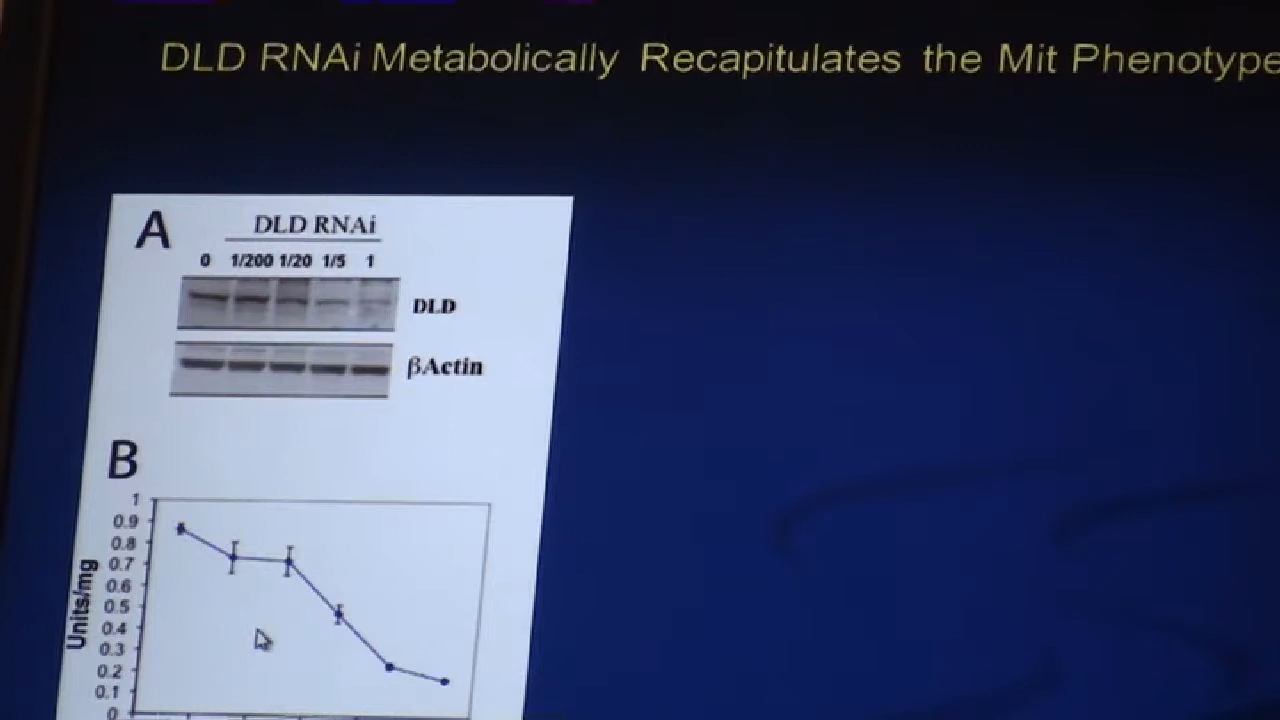 DLD RNAi Metabolically Recapitulates the Mit Phenotype
A
DLD RNAi
0 1/200 1/20 1/5 1
DLD
βActin
B
1
0.9
0.8
0.7
0.6
0.5
0.4
0.3
0.2
0.1
0
Units/mg